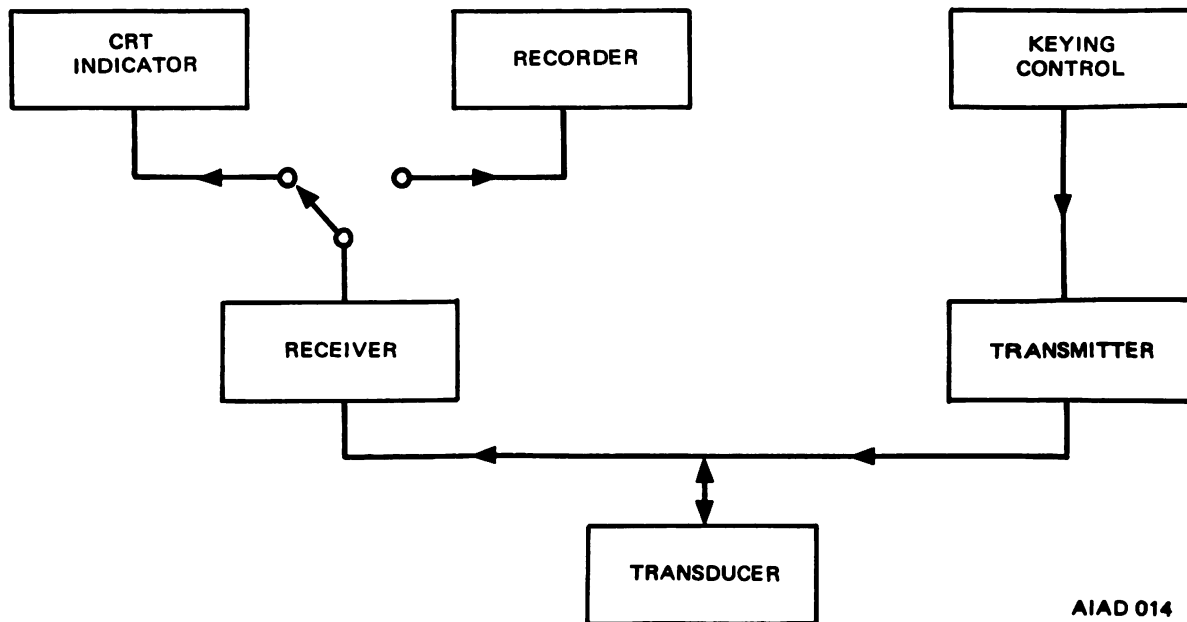 CRT
INDICATOR
RECORDER
KEYING
CONTROL
RECEIVER
TRANSMITTER
TRANSDUCER
AIAD 014